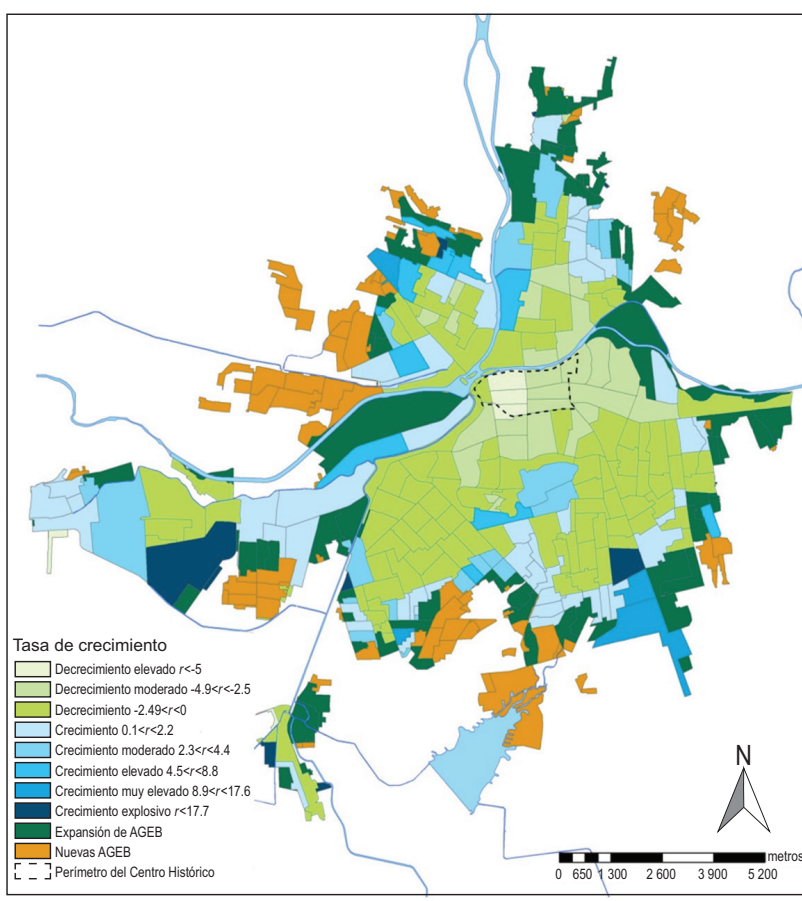 Tasa de crecimiento
Decrecimiento elevado r<-5
Decrecimiento moderado -4.9<r<-2.5
Decrecimiento -2.49<r<0
Crecimiento 0.1<r<2.2
Crecimiento moderado 2.3<r<4.4
Crecimiento elevado 4.5<r<8.8
Crecimiento muy elevado 8.9<r<17.6
Crecimiento explosivo r<17.7
Expansión de AGEB
Nuevas AGEB
Perímetro del Centro Histórico
N
metros
0 650 1 300 2 600 3 900 5 200